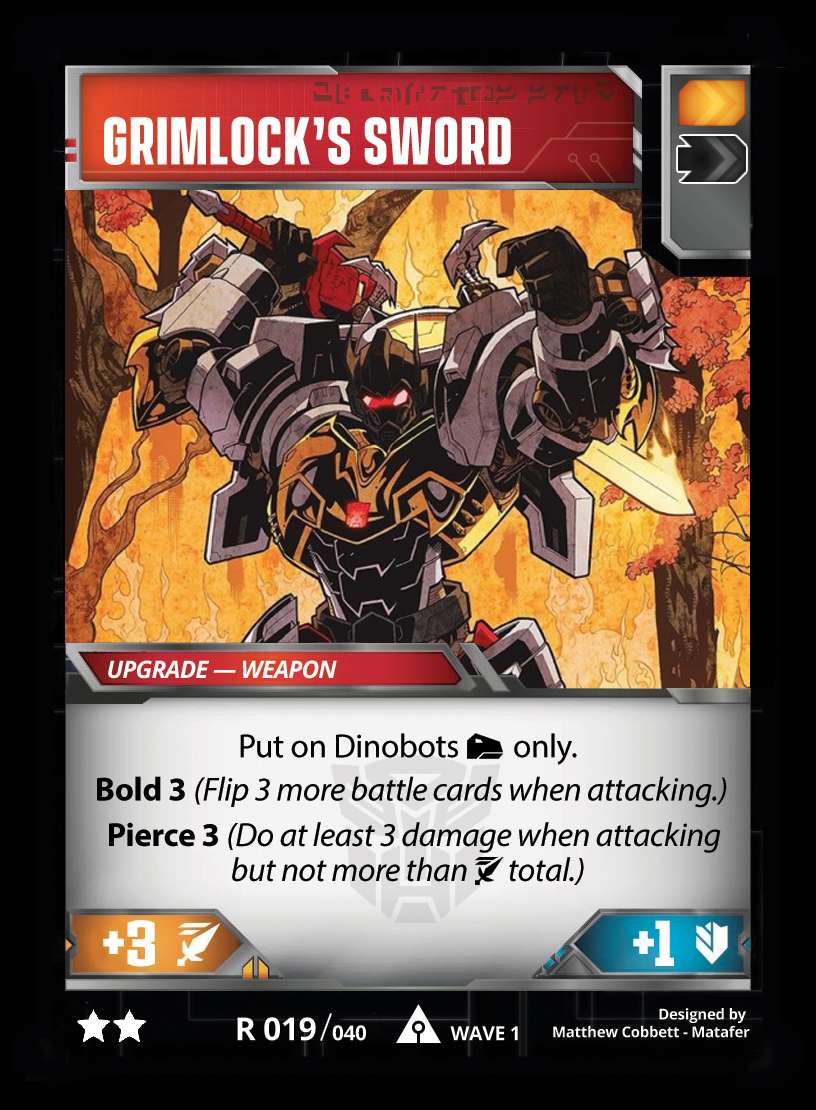 GRIMLOCK'S SWORD
UPGRADE — WEAPON
Put on Dinobots only.
Bold 3 (Flip 3 more battle cards when attacking.)
Pierce 3 (Do at least 3 damage when attacking
but not more than total.)
+3
+1
R 019/040
WAVE 1
Designed by
Matthew Cobbett - Matafer